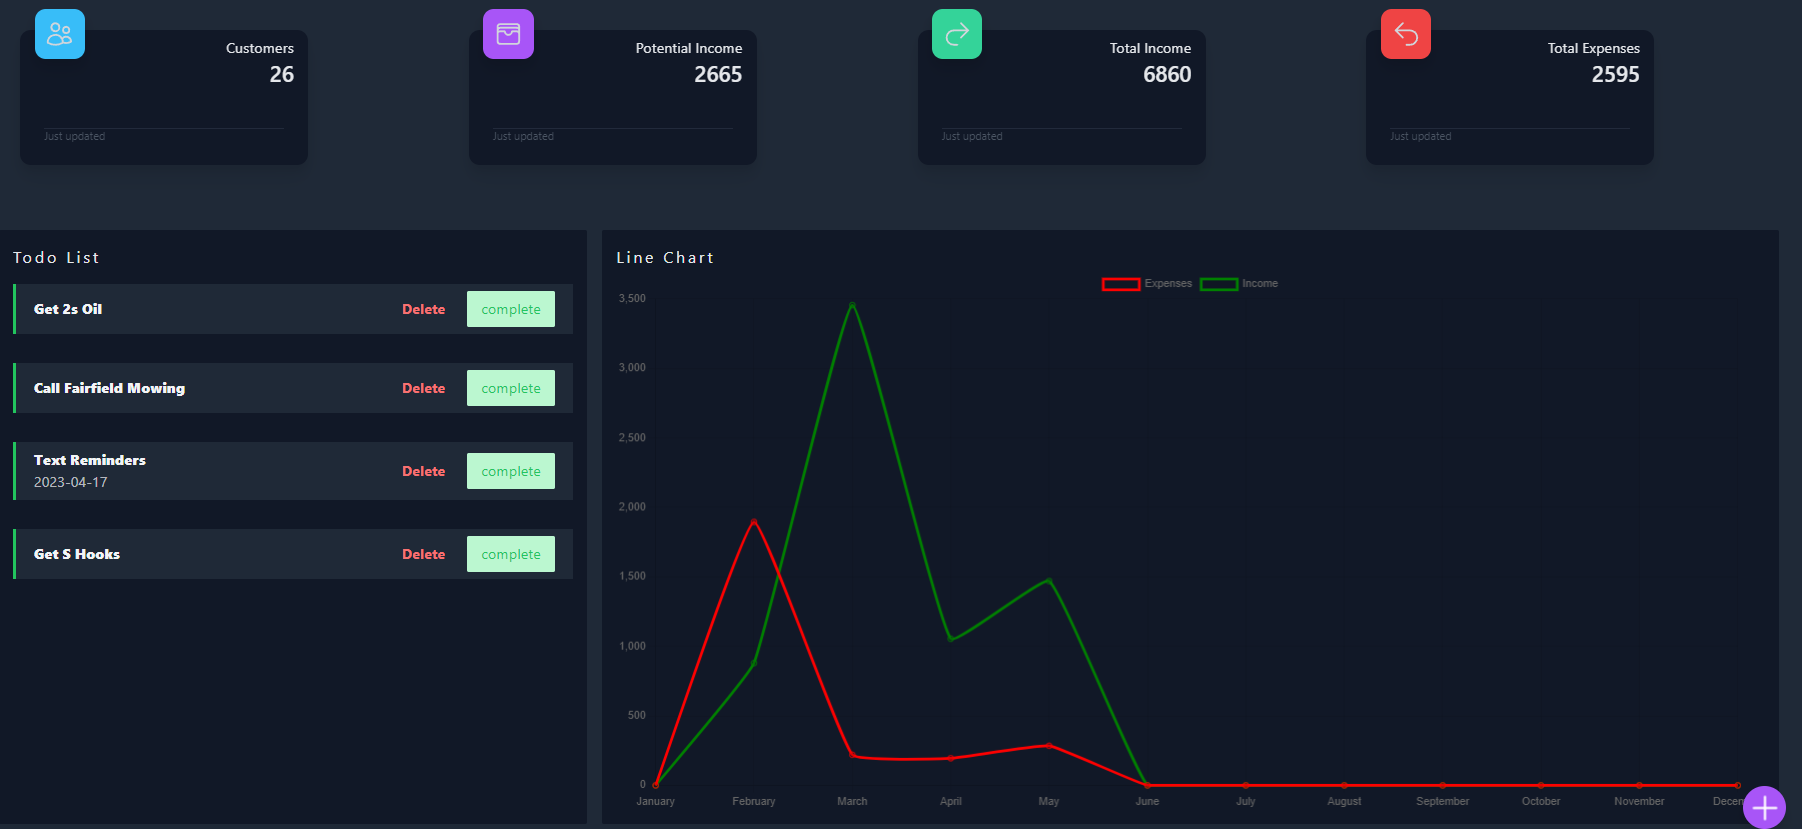 Customers
26
Just updated
Potential Income
2665
Just updated
Total Income
6860
Just updated
Total Expenses
2595
Just updated
Todo List
Get 2s Oil Delete complete
Call Fairfield Mowing Delete complete
Text Reminders
2023-04-17
Delete complete
Get S Hooks Delete complete
Line Chart
Expenses Income
3,500
3,000
2,500
2,000
1,500
1,000
500
0
January February March April May June July August September October November Decem